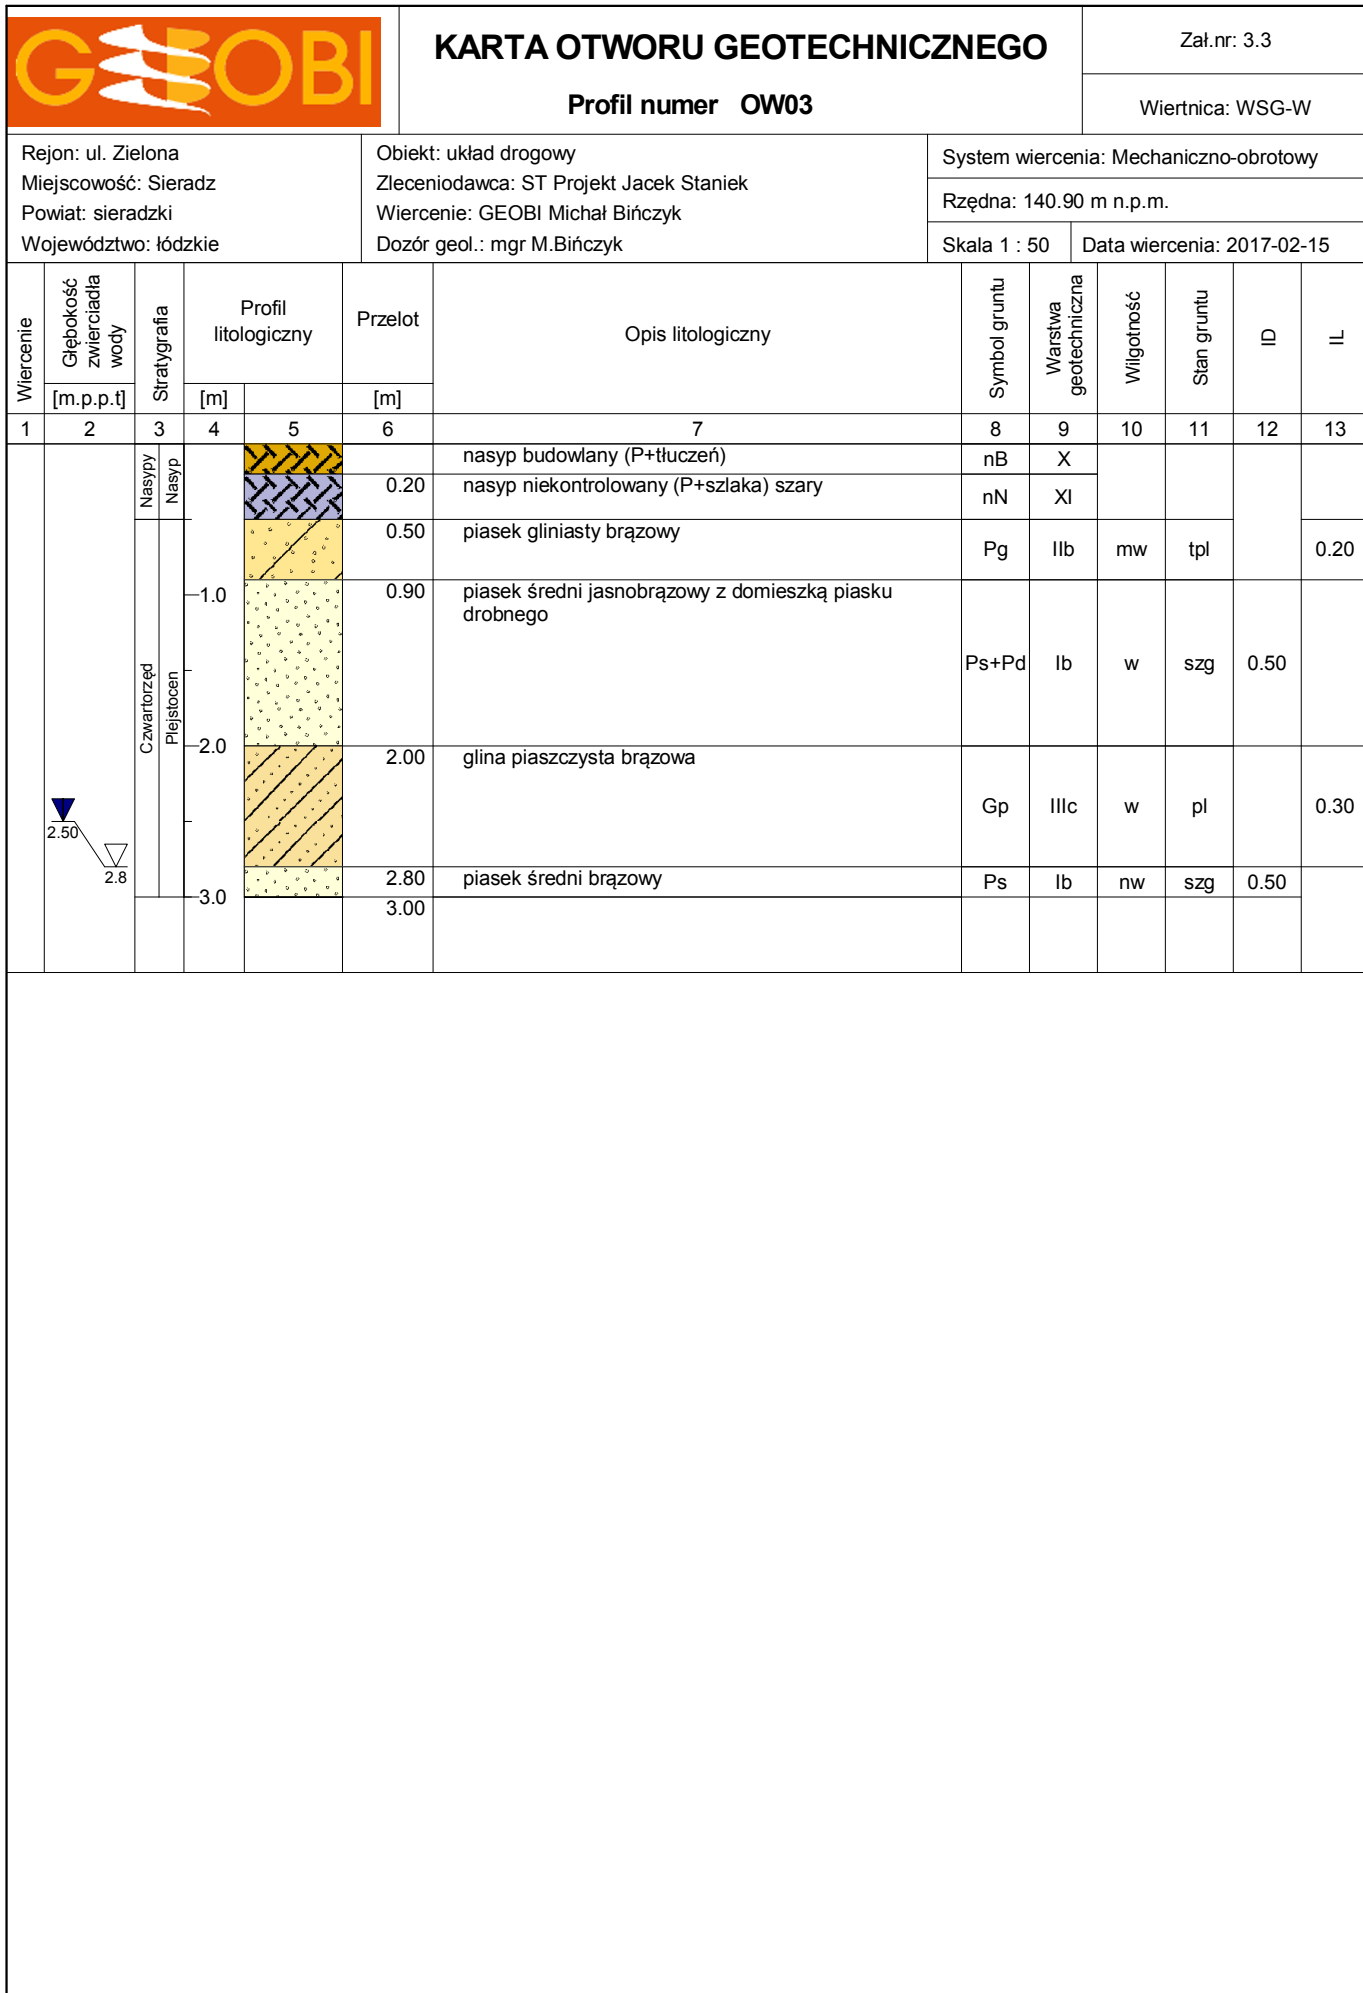 GEOBI
KARTA OTWORU GEOTECHNICZNEGO
Profil numer OW03
Zał.nr: 3.3
Wiertnica: WSG-W
Rejon: ul. Zielona
Miejscowość: Sieradz
Powiat: sieradzki
Województwo: łódzkie
Obiekt: układ drogowy
Zleceniodawca: ST Projekt Jacek Staniek
Wiercenie: GEOBI Michał Bińczyk
Dozór geol.: mgr M.Bińczyk
System wiercenia: Mechaniczno-obrotowy
Rzędna: 140.90 m n.p.m.
Skala 1 : 50
Data wiercenia: 2017-02-15
Wiercenie
Głębokość
zwierciadła
wody
[m.p.p.t]
Stratygrafia
Profil
litologiczny
[m]
Przelot
[m]
Opis litologiczny
Symbol gruntu
Warstwa
geotechniczna
Wilgotność
Stan gruntu
ID
IL
1 2 3 4 5 6 7 8 9 10 11 12 13
Nasypy
Nasyp
nasyp budowlany (P+tłuczeń) nB X
0.20 nasyp niekontrolowany (P+szlaka) szary nN XI
0.50 piasek gliniasty brązowy Pg IIb mw tpl 0.20
1.0
0.90 piasek średni jasnobrązowy z domieszką piasku
drobnego
Ps+Pd Ib w szg 0.50
Czwartorzęd
Plejstocen
2.0
2.00 glina piaszczysta brązowa
Gp IIIc w pl 0.30
2.50
2.8
2.80 piasek średni brązowy Ps Ib nw szg 0.50
3.0
3.00